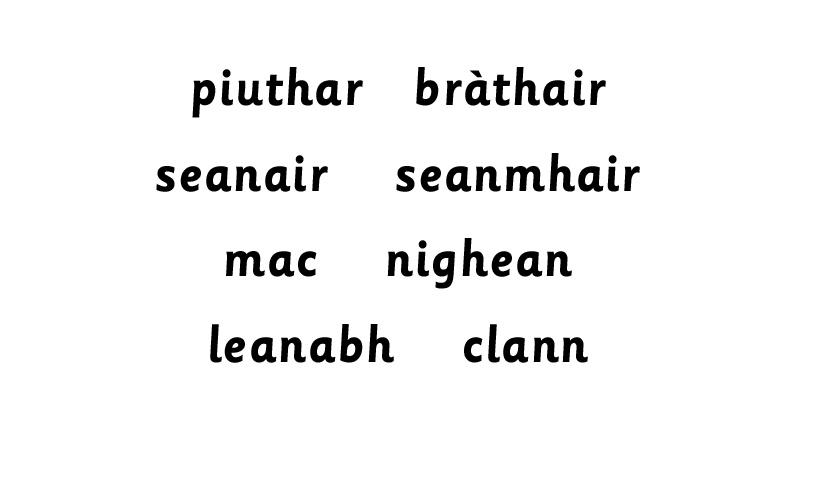 piuthar bràthair
seanair seanmhair
mac nighean
leanabh clann